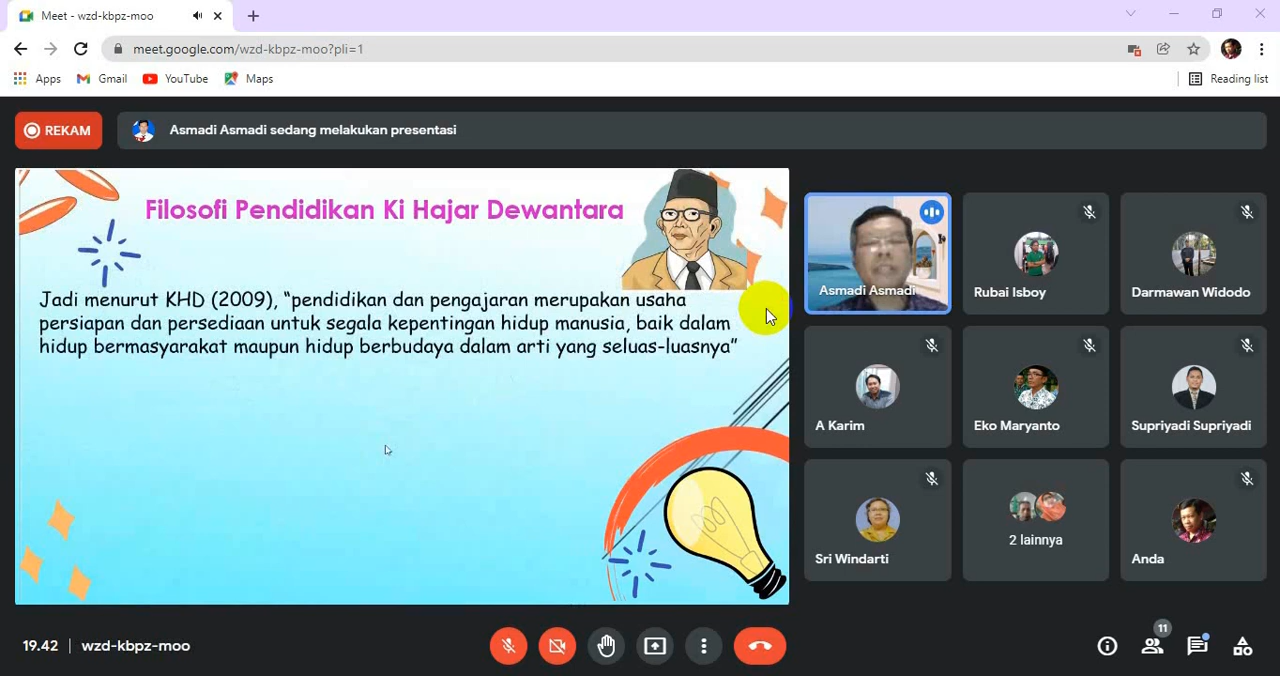 Meet - wzd-kbpz-moo
meet.google.com/wzd-kbpz-moo?pli=1
Apps
Gmail
YouTube
Maps
Reading list
REKAM
Asmadi Asmadi sedang melakukan presentasi
Filosofi Pendidikan Ki Hajar Dewantara
Jadi menurut KHD (2009), “pendidikan dan pengajaran merupakan usaha
persiapan dan persediaan untuk segala kepentingan hidup manusia, baik dalam
hidup bermasyarakat maupun hidup berbudaya dalam arti yang seluas-luasnya”
Asmadi Asmadi
Rubai Isboy
Darmawan Widodo
A Karim
Eko Maryanto
Supriyadi Supriyadi
Sri Windarti
2 lainnya
Anda
19.42
wzd-kbpz-moo
11